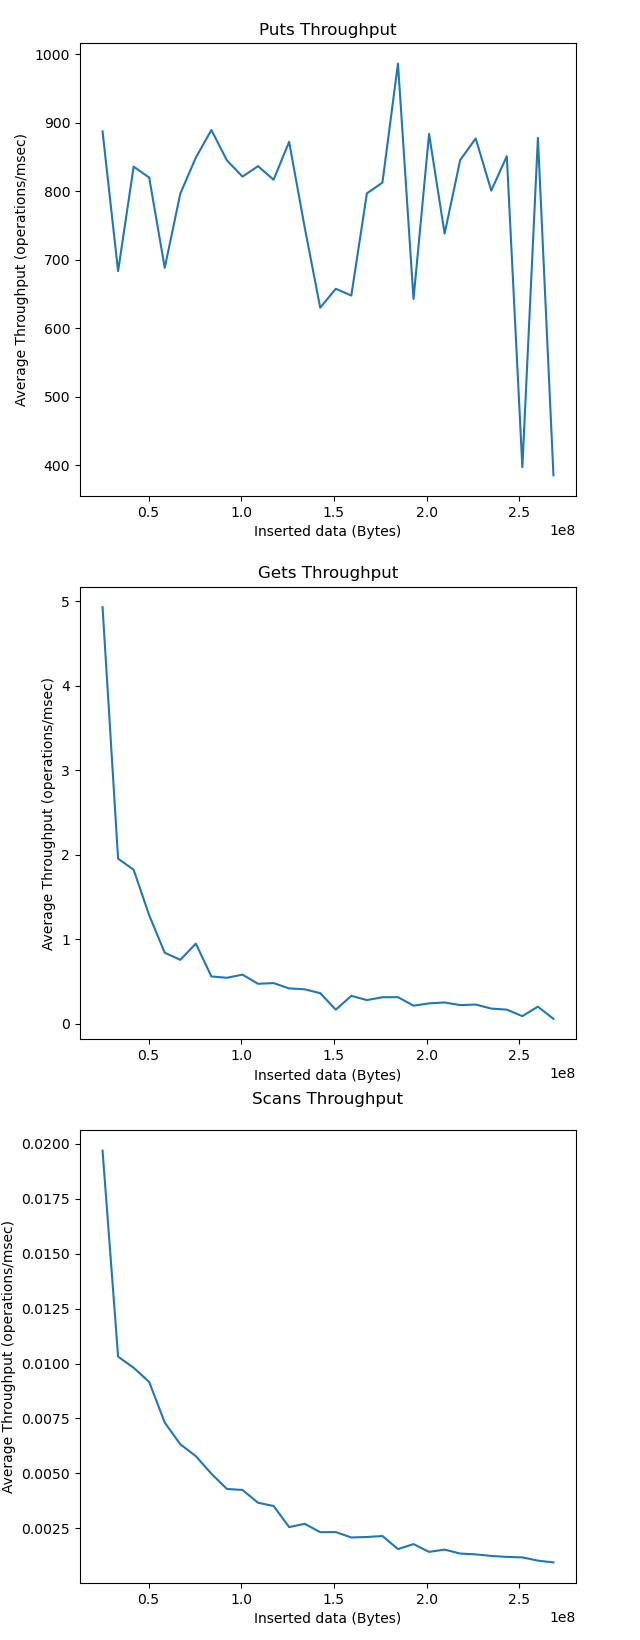 Puts Throughput
Average Throughput (operations/msec)
1000
900
800
700
600
500
400
0.5 1.0 1.5 2.0 2.5
1e8
Inserted data (Bytes)
Gets Throughput
Average Throughput (operations/msec)
5
4
3
2
1
0
0.5 1.0 1.5 2.0 2.5
1e8
Inserted data (Bytes)
Scans Throughput
Average Throughput (operations/msec)
0.0200
0.0175
0.0150
0.0125
0.0100
0.0075
0.0050
0.0025
0.5 1.0 1.5 2.0 2.5
1e8
Inserted data (Bytes)